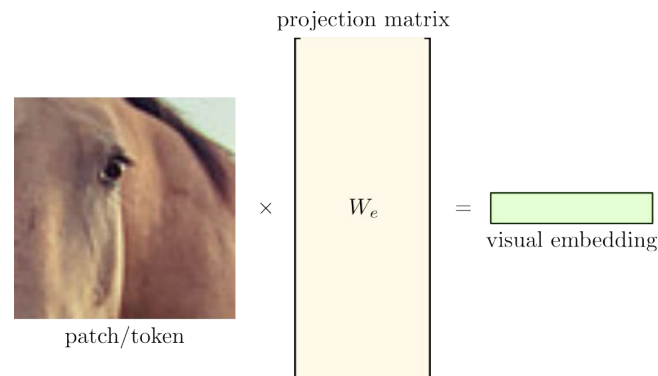 projection matrix
× W_e =
visual embedding
patch/token